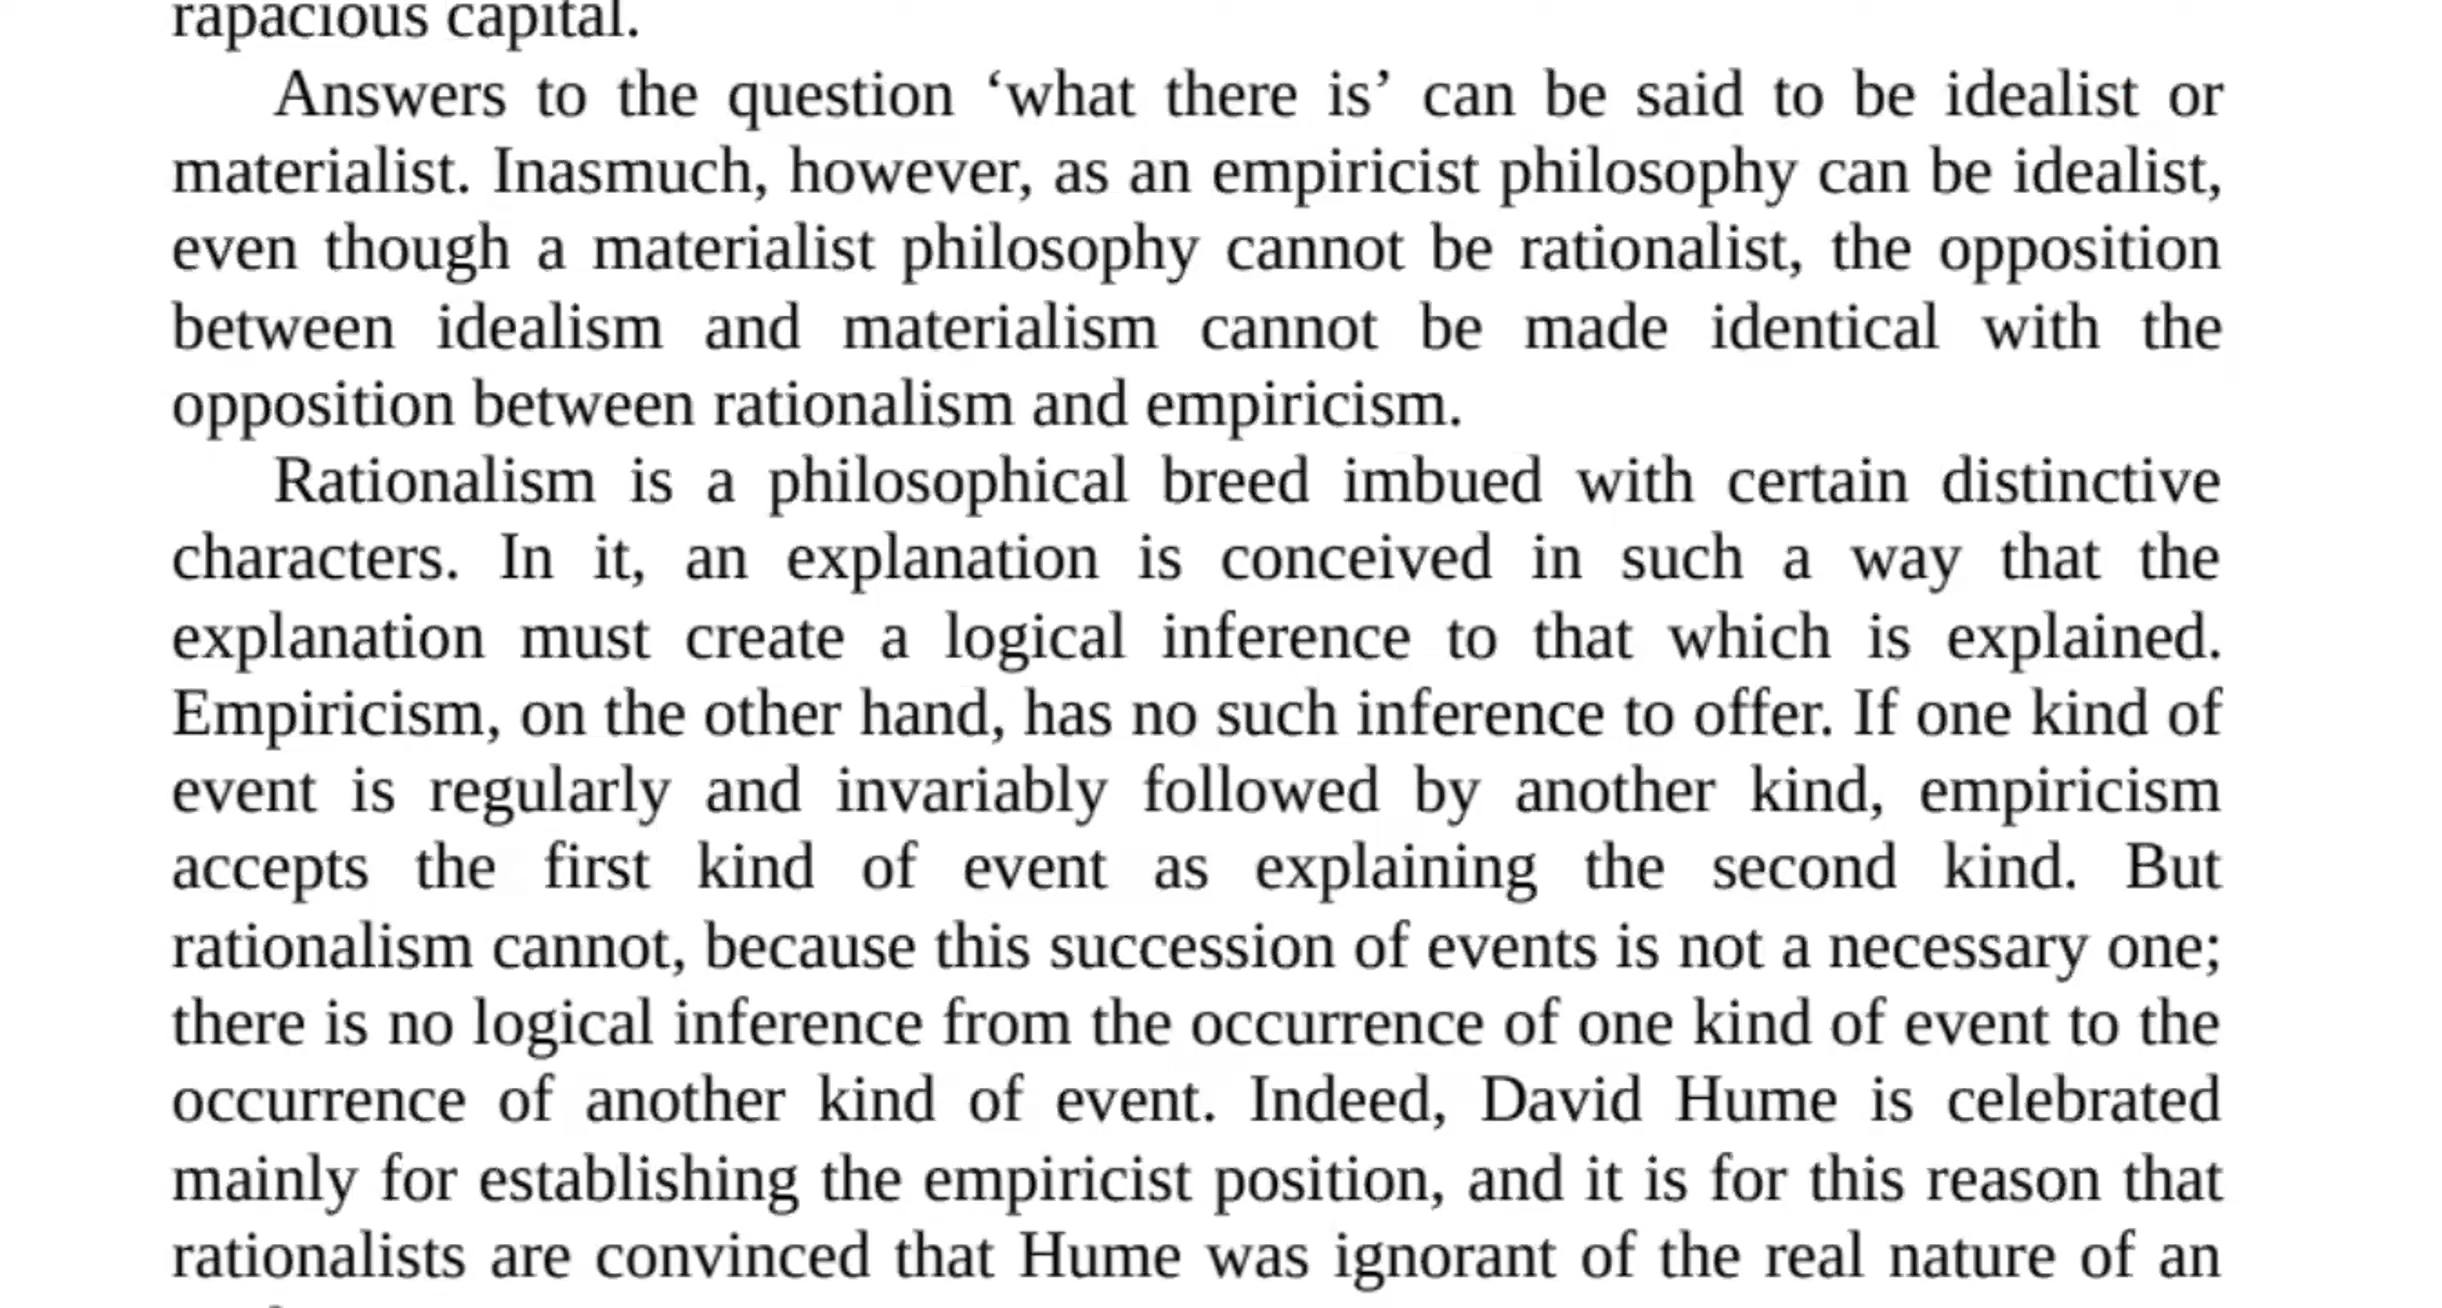 rapacious capital.
Answers to the question ‘what there is’ can be said to be idealist or
materialist. Inasmuch, however, as an empiricist philosophy can be idealist,
even though a materialist philosophy cannot be rationalist, the opposition
between idealism and materialism cannot be made identical with the
opposition between rationalism and empiricism.
Rationalism is a philosophical breed imbued with certain distinctive
characters. In it, an explanation is conceived in such a way that the
explanation must create a logical inference to that which is explained.
Empiricism, on the other hand, has no such inference to offer. If one kind of
event is regularly and invariably followed by another kind, empiricism
accepts the first kind of event as explaining the second kind. But
rationalism cannot, because this succession of events is not a necessary one;
there is no logical inference from the occurrence of one kind of event to the
occurrence of another kind of event. Indeed, David Hume is celebrated
mainly for establishing the empiricist position, and it is for this reason that
rationalists are convinced that Hume was ignorant of the real nature of an